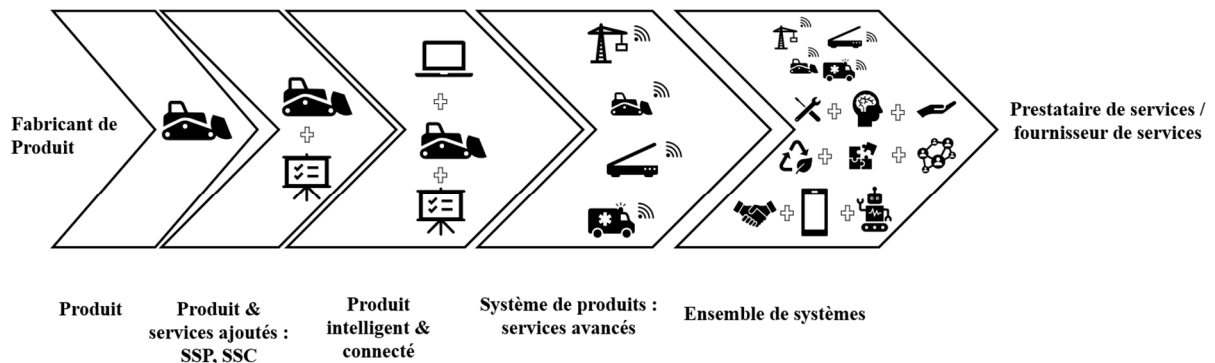 Fabricant de
Produit
Prestataire de services /
fournisseur de services
Produit
Produit &
services ajoutés :
SSP, SSC
Produit
intelligent &
connecté
Système de produits :
services avancés
Ensemble de systèmes